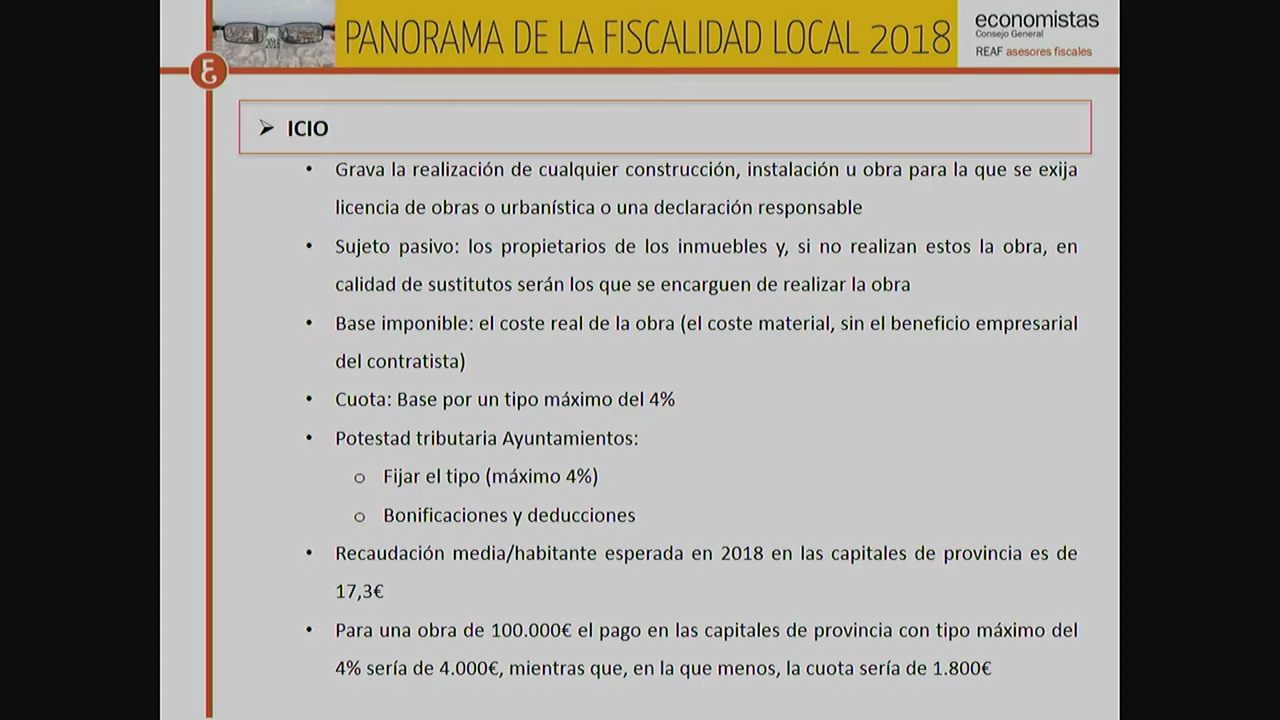 PANORAMA DE LA FISCALIDAD LOCAL 2018
economistas
Consejo General
REAF asesores fiscales
2018
➢ ICIO
• Grava la realización de cualquier construcción, instalación u obra para la que se exija
licencia de obras o urbanística o una declaración responsable
• Sujeto pasivo: los propietarios de los inmuebles y, si no realizan estos la obra, en
calidad de sustitutos serán los que se encarguen de realizar la obra
• Base imponible: el coste real de la obra (el coste material, sin el beneficio empresarial
del contratista)
• Cuota: Base por un tipo máximo del 4%
• Potestad tributaria Ayuntamientos:
o Fijar el tipo (máximo 4%)
o Bonificaciones y deducciones
• Recaudación media/habitante esperada en 2018 en las capitales de provincia es de
17,3€
• Para una obra de 100.000€ el pago en las capitales de provincia con tipo máximo del
4% sería de 4.000€, mientras que, en la que menos, la cuota sería de 1.800€